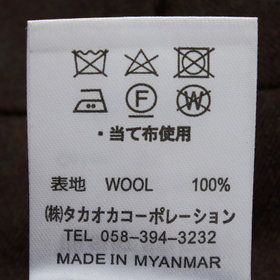 F W
・当て布使用
表地 WOOL 100%
㈱タカオカコーポレーション
TEL 058-394-3232
MADE IN MYANMAR